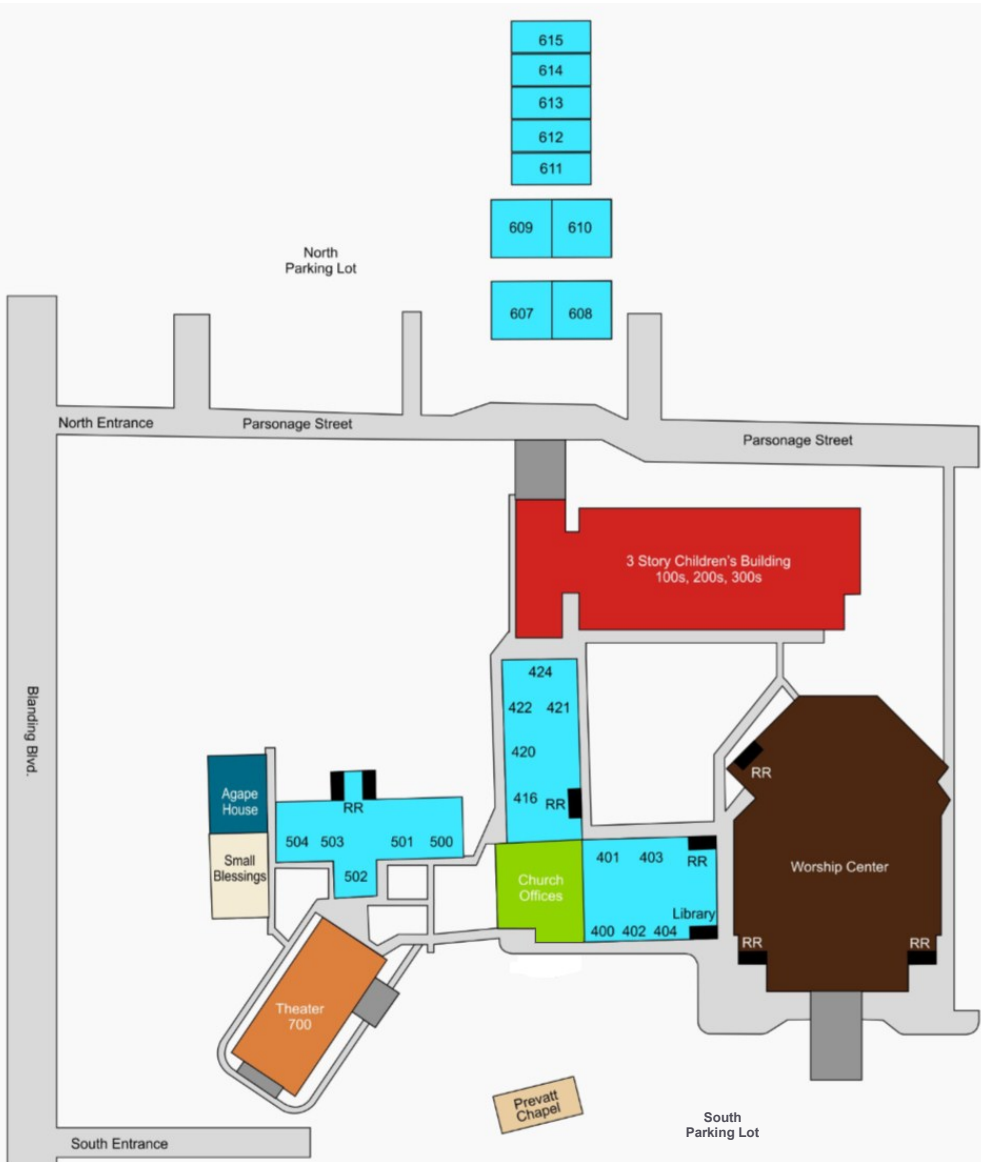 615
614
613
612
611
609 610
North
Parking Lot
607 608
North Entrance
Parsonage Street
Parsonage Street
3 Story Children's Building
100s, 200s, 300s
424
422 421
420
416 RR
Blanding Blvd.
RR
Agape
House
RR
504 503 501 500
502
Small
Blessings
Church
Offices
401 403 RR
Library
400 402 404
Worship Center
RR
RR
Theater
700
Prevatt
Chapel
South
Parking Lot
South Entrance